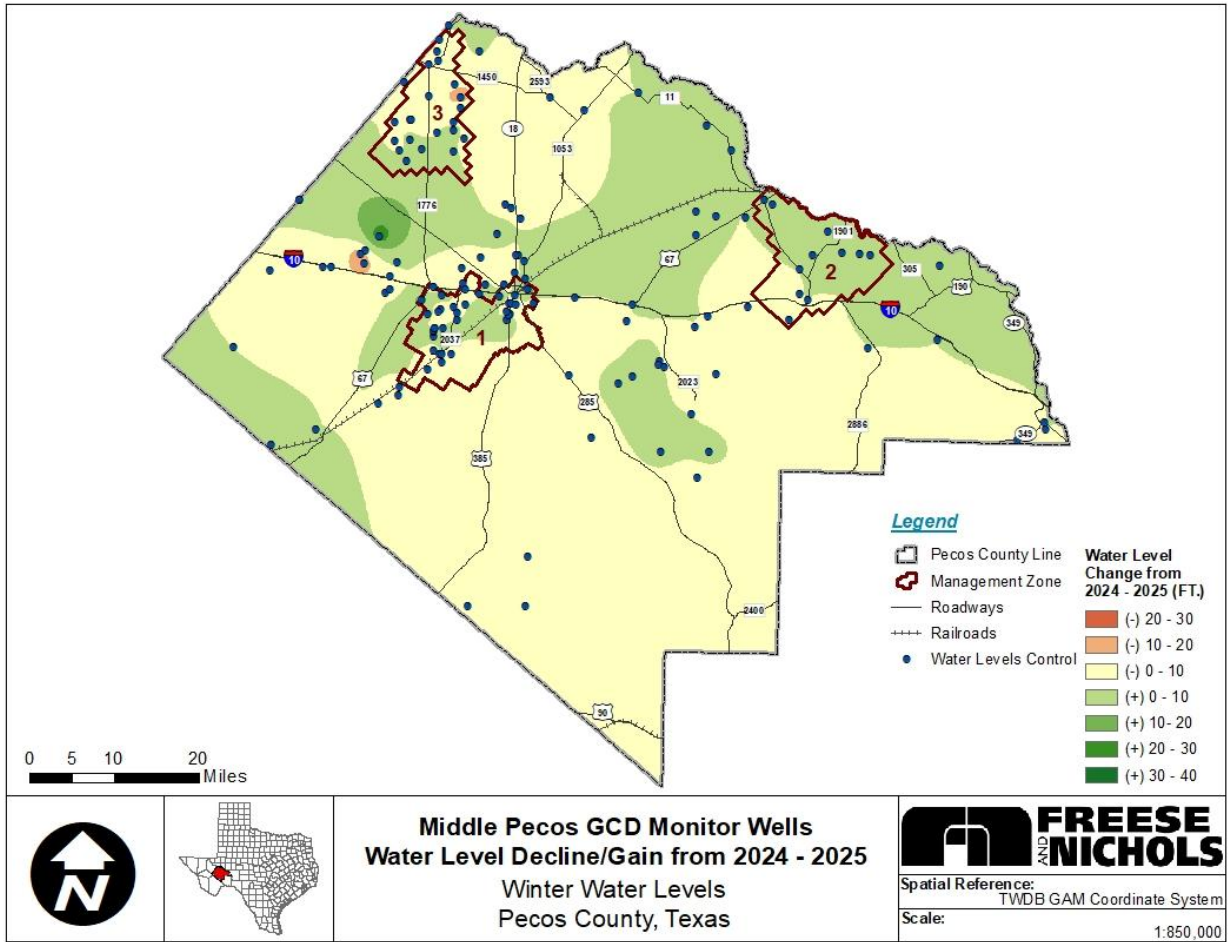 1450
2593
11
3
18
1053
1776
1901
10
67
2
305
190
10
349
1
2037
67
2023
285
2886
349
385
2400
90
Legend
Pecos County Line
Management Zone
Roadways
Railroads
Water Levels Control
Water Level
Change from
2024 - 2025 (FT.)
(-) 20 - 30
(-) 10 - 20
(-) 0 - 10
(+) 0 - 10
(+) 10 - 20
(+) 20 - 30
(+) 30 - 40
0 5 10 20
Miles
N
Middle Pecos GCD Monitor Wells
Water Level Decline/Gain from 2024 - 2025
Winter Water Levels
Pecos County, Texas
FREESE
AND NICHOLS
Spatial Reference:
TWDB GAM Coordinate System
Scale:
1:850,000